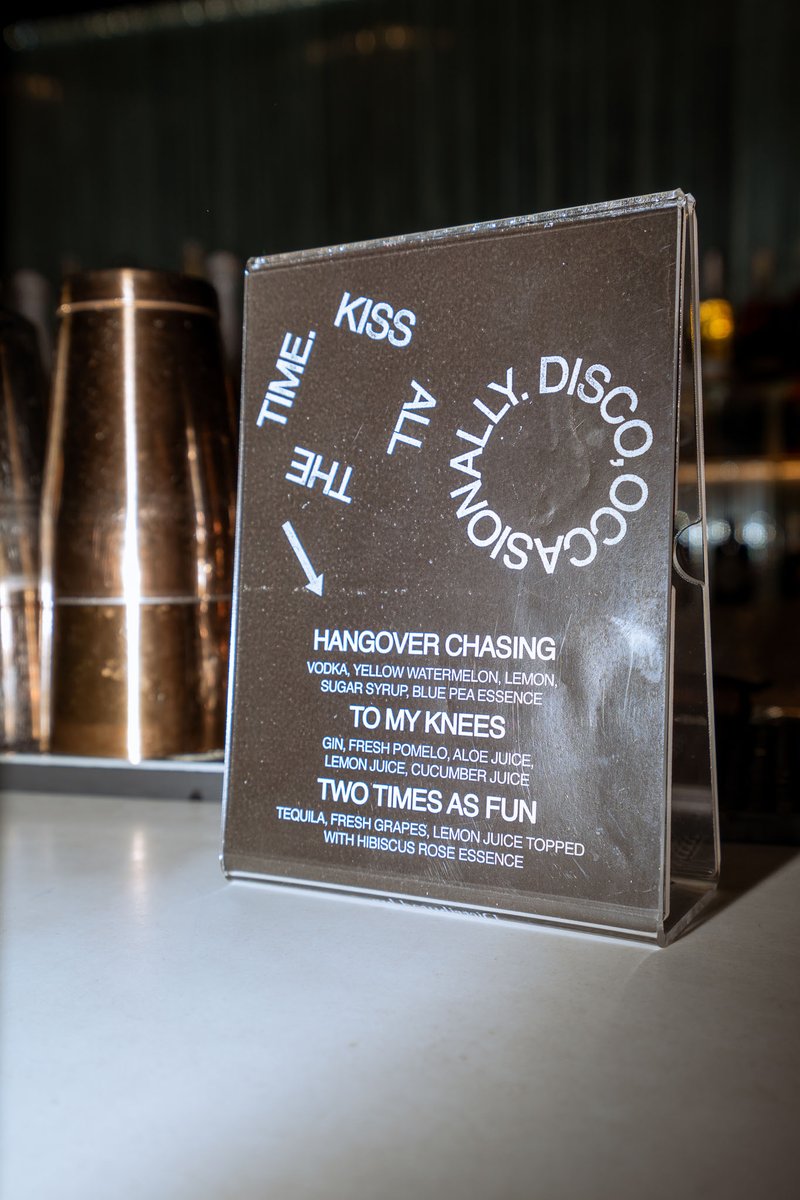 KISS
ALL
THE
TIME.
DISCO, OCCASIONALLY.
HANGOVER CHASING
VODKA, YELLOW WATERMELON, LEMON,
SUGAR SYRUP, BLUE PEA ESSENCE
TO MY KNEES
GIN, FRESH POMELO, ALOE JUICE,
LEMON JUICE, CUCUMBER JUICE
TWO TIMES AS FUN
TEQUILA, FRESH GRAPES, LEMON JUICE TOPPED
WITH HIBISCUS ROSE ESSENCE